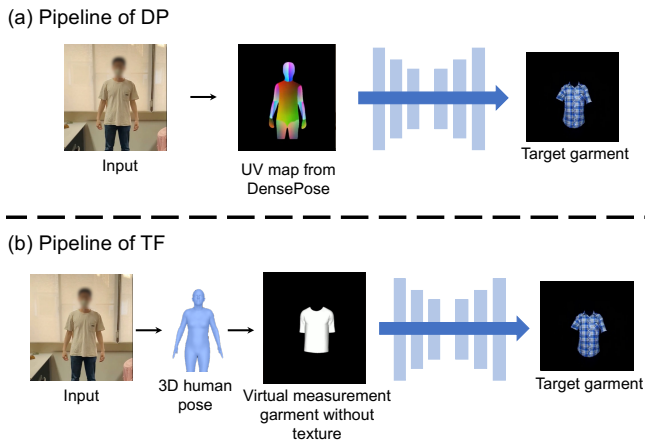 (a) Pipeline of DP
Input
UV map from
DensePose
Target garment
(b) Pipeline of TF
Input
3D human
pose
Virtual measurement
garment without
texture
Target garment